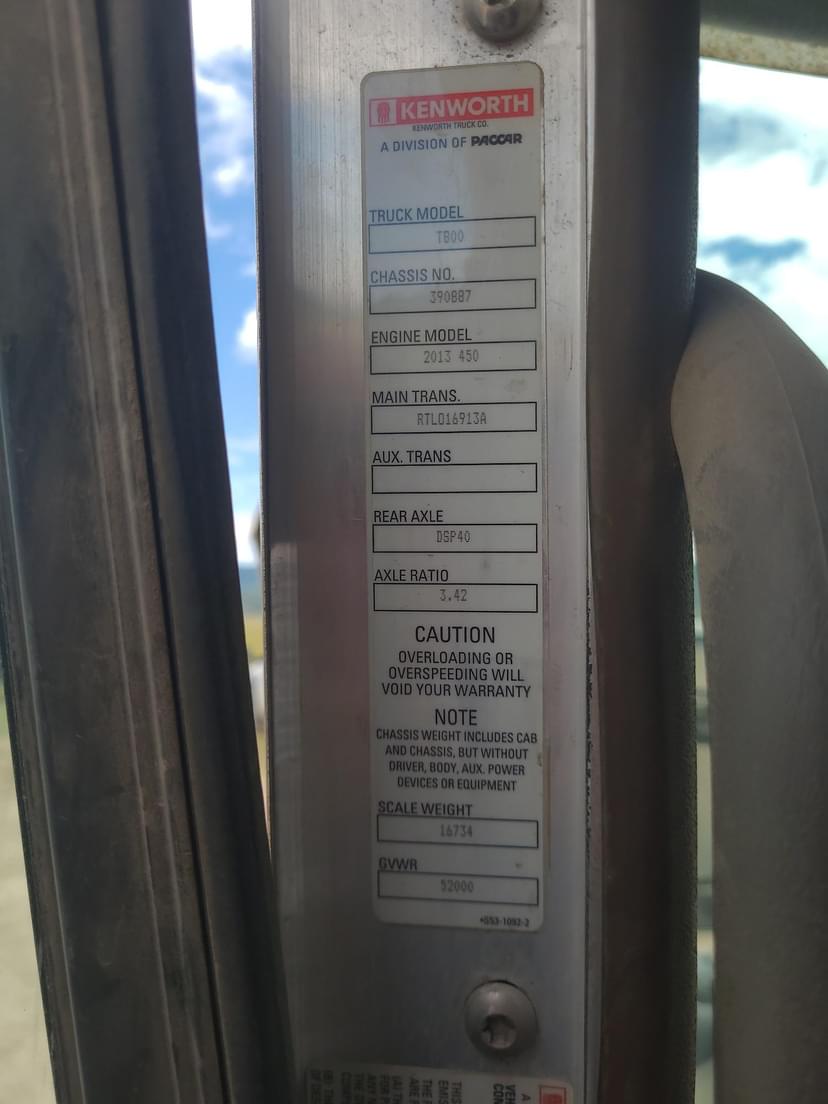 KENWORTH
KENWORTH TRUCK CO.
A DIVISION OF PACCAR
TRUCK MODEL
T800
CHASSIS NO.
390887
ENGINE MODEL
2013 450
MAIN TRANS.
RTLO16913A
AUX. TRANS
REAR AXLE
DSP40
AXLE RATIO
3.42
CAUTION
OVERLOADING OR
OVERSPEEDING WILL
VOID YOUR WARRANTY
NOTE
CHASSIS WEIGHT INCLUDES CAB
AND CHASSIS, BUT WITHOUT
DRIVER, BODY, AUX. POWER
DEVICES OR EQUIPMENT
SCALE WEIGHT
16734
GVWR
52000